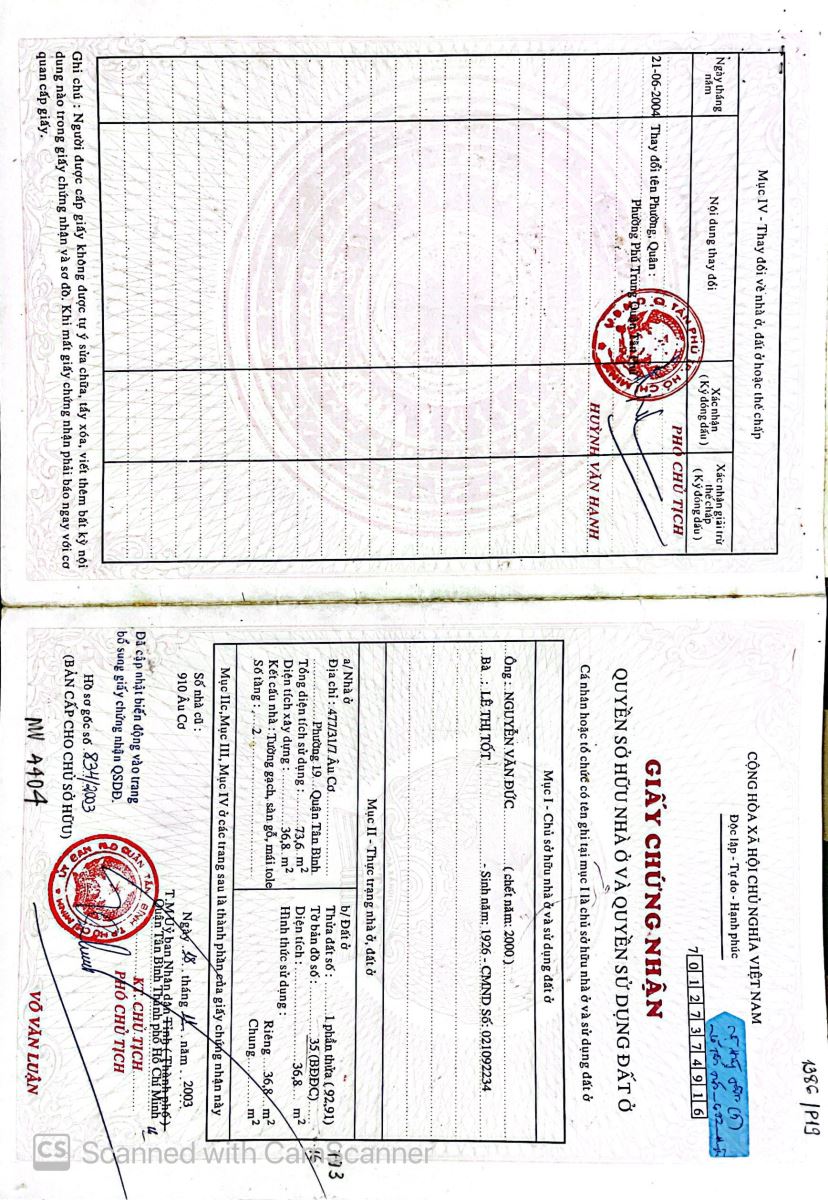 Mục IV - Thay đổi về nhà ở, đất ở hoặc thế chấp
Ngày tháng năm
Nội dung thay đổi
Xác nhận
( Ký đóng dấu )
Xác nhận giải trừ thế chấp
( Ký đóng dấu )
21-06-2004 Thay đổi tên Phường, Quận :
Phường Phú Trung Quận Tân Phú
PHÓ CHỦ TỊCH
HUỲNH VĂN HẠNH
Ghi chú : Người được cấp giấy không được tự ý sửa chữa, tẩy xóa, viết thêm bất kỳ nội
dung nào trong giấy chứng nhận và sơ đồ. Khi mất giấy chứng nhận phải báo ngay với cơ
quan cấp giấy.
1386/P19
CỘNG HÒA XÃ HỘI CHỦ NGHĨA VIỆT NAM
Độc lập - Tự do - Hạnh phúc
7 0 1 2 7 3 7 4 9 1 6
GIẤY CHỨNG NHẬN
QUYỀN SỞ HỮU NHÀ Ở VÀ QUYỀN SỬ DỤNG ĐẤT Ở
Cá nhân hoặc tổ chức có tên ghi tại mục I là chủ sở hữu nhà ở và sử dụng đất ở
Mục I - Chủ sở hữu nhà ở và sử dụng đất ở
Ông : NGUYỄN VĂN ĐỨC ( chết năm: 2000 )
Bà : LÊ THỊ TỐT - Sinh năm: 1926 - CMND Số: 021092234
Mục II - Thực trạng nhà ở, đất ở
a/ Nhà ở
Địa chỉ : 477/31/7 Âu Cơ
Phường 19 Quận Tân Bình
Tổng diện tích sử dụng : 73,6 m²
Diện tích xây dựng : 36,8 m²
Kết cấu nhà : Tường gạch, sàn gỗ, mái tole
Số tầng : 2
b/ Đất ở
Thửa đất số : 1 phần thửa ( 92,91)
Tờ bản đồ số : 35 (BĐĐC)
Diện tích : 36,8 m²
Hình thức sử dụng :
Riêng 36,8 m²
Chung m²
Mục IIc, Mục III, Mục IV ở các trang sau là thành phần của giấy chứng nhận này
Số nhà cũ :
910 Âu Cơ
Ngày tháng năm 2003
T.M Ủy ban Nhân dân Tỉnh ( Thành phố )
Quận Tân Bình Thành phố Hồ Chí Minh
KT. CHỦ TỊCH
PHÓ CHỦ TỊCH
VÕ VĂN LUẬN
Đã cập nhật biến động vào trang
bổ sung giấy chứng nhận QSDĐ.
Hồ sơ gốc số 834/2003
(BẢN CẤP CHO CHỦ SỞ HỮU)
NV 4404
CS Scanned with CamScanner